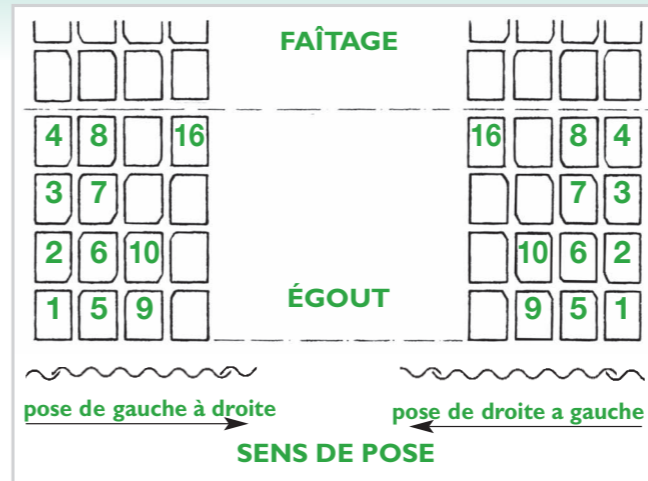 FAÎTAGE
4 8 16 16 8 4
3 7 7 3
2 6 10 10 6 2
ÉGOUT
1 5 9 9 5 1
pose de gauche à droite
pose de droite a gauche
SENS DE POSE